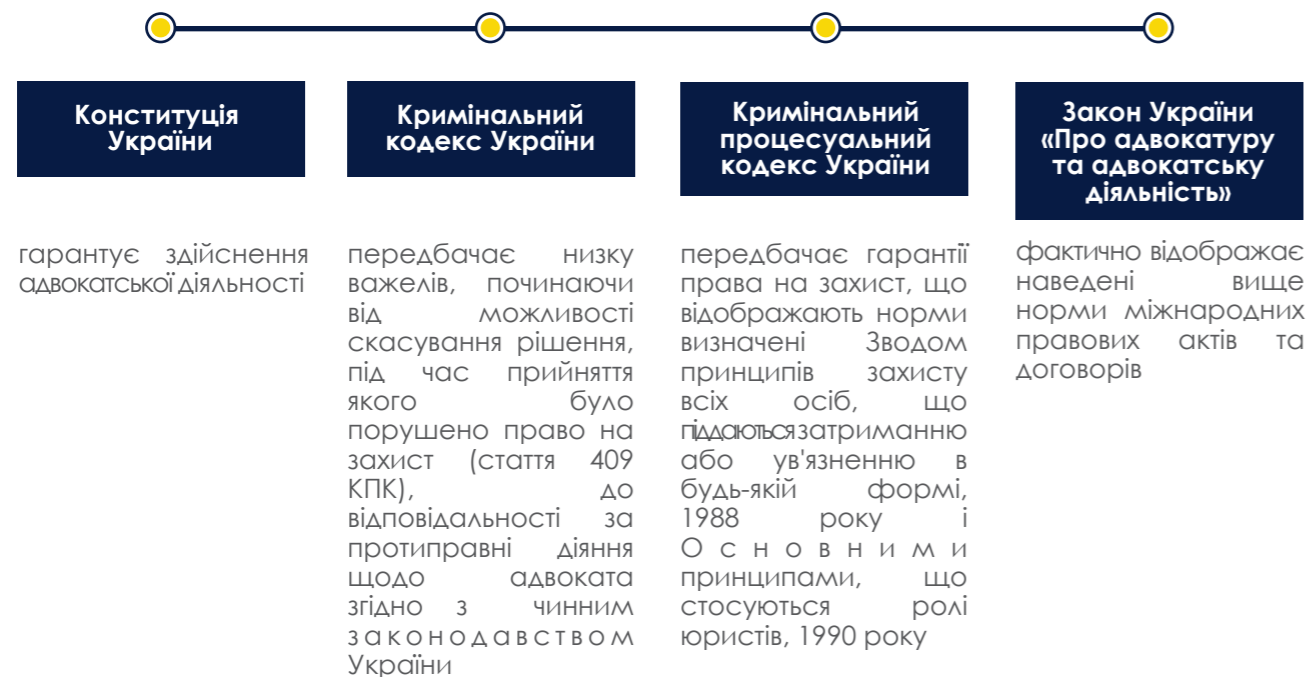 Конституція
України
гарантує здійснення
адвокатської діяльності
Кримінальний
кодекс України
передбачає низку
важелів, починаючи
від можливості
скасування рішення,
під час прийняття
якого було
порушено право на
захист (стаття 409
КПК), до
відповідальності за
протиправні діяння
щодо адвоката
згідно з чинним
законодавством
України
Кримінальний
процесуальний
кодекс України
передбачає гарантії
права на захист, що
відображають норми
визначені Зводом
принципів захисту
всіх осіб, що
піддаються затриманню
або ув'язненню в
будь-якій формі,
1988 року і
Основними
принципами, що
стосуються ролі
юристів, 1990 року
Закон України
«Про адвокатуру
та адвокатську
діяльність»
фактично відображає
наведені вище
норми міжнародних
правових актів та
договорів